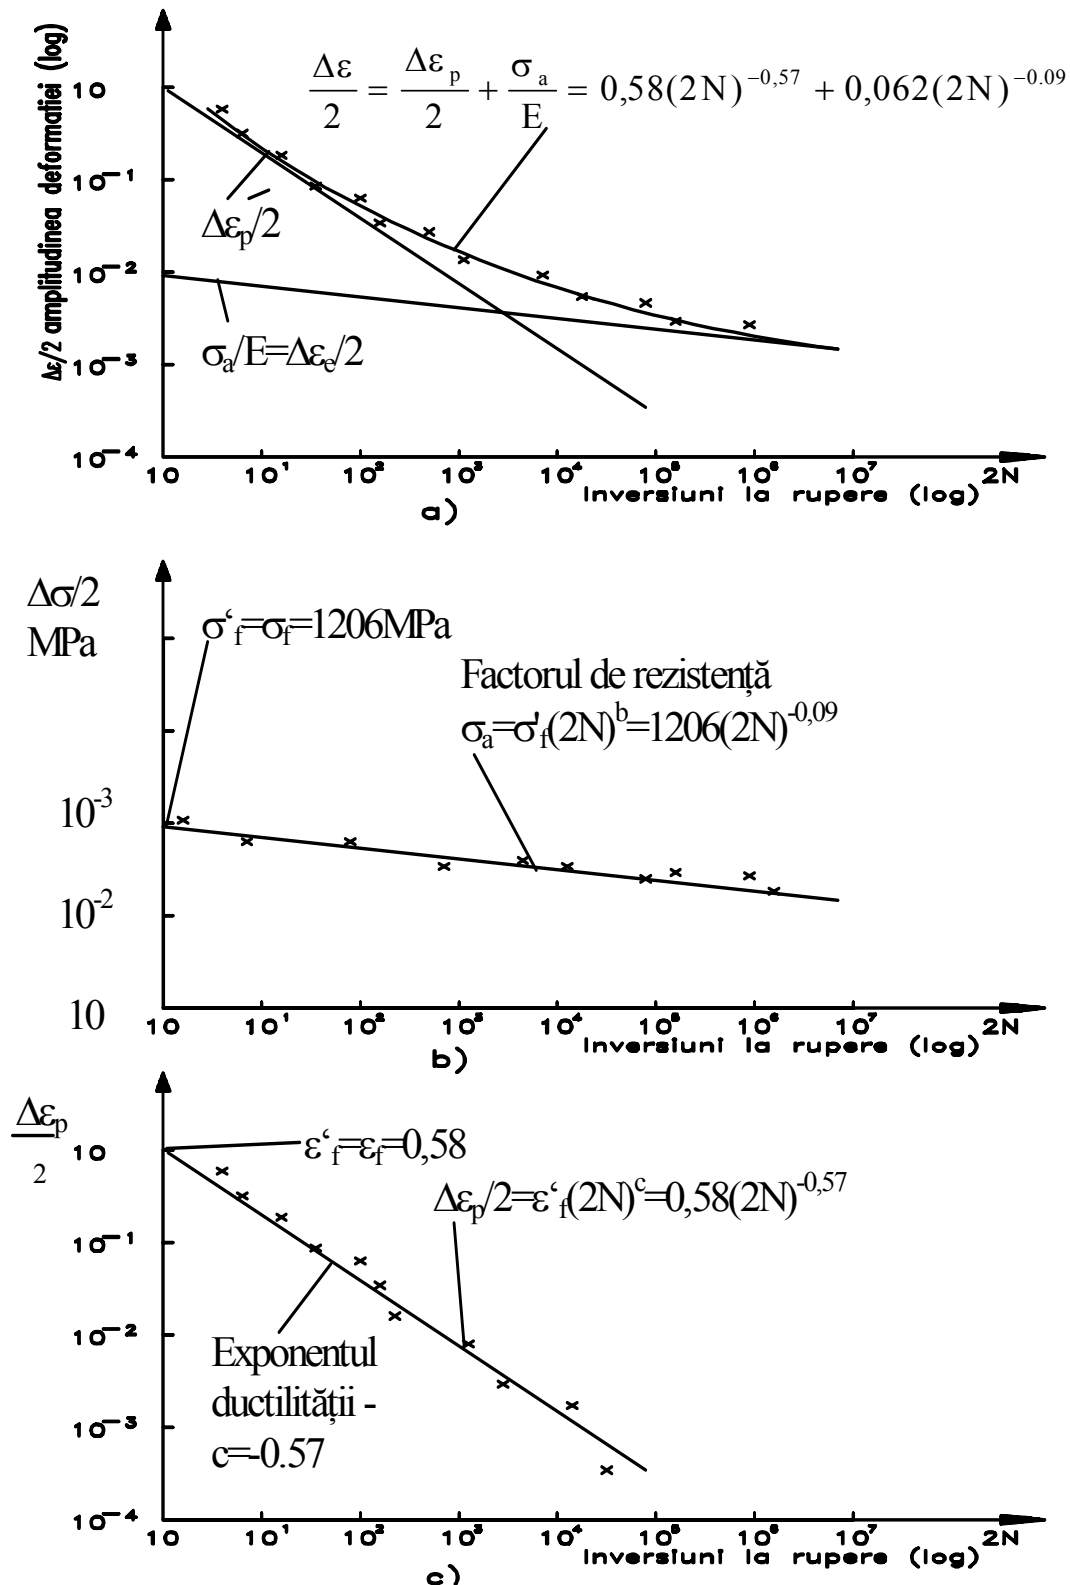 Δε/2 = Δε_p/2 + σ_a/E = 0,58(2N)^−0,57 + 0,062(2N)^−0.09
Δε/2 amplitudinea deformatiei (log)
10
10^−1
10^−2
10^−3
10^−4
Δε_p/2
σ_a/E=Δε_e/2
10 10^1 10^2 10^3 10^4 10^5 10^6 10^7 2N
Inversiuni la rupere (log)
a)
Δσ/2
MPa
σ‘_f=σ_f=1206MPa
Factorul de rezistență
σ_a=σ'_f(2N)^b=1206(2N)^-0,09
10^-3
10^-2
10
10 10^1 10^2 10^3 10^4 10^5 10^6 10^7 2N
Inversiuni la rupere (log)
b)
Δε_p
2
10
10^−1
10^−2
10^−3
10^−4
ε‘_f=ε_f=0,58
Δε_p/2=ε‘_f(2N)^c=0,58(2N)^-0,57
Exponentul
ductilității -
c=-0.57
10 10^1 10^2 10^3 10^4 10^5 10^6 10^7 2N
Inversiuni la rupere (log)
c)